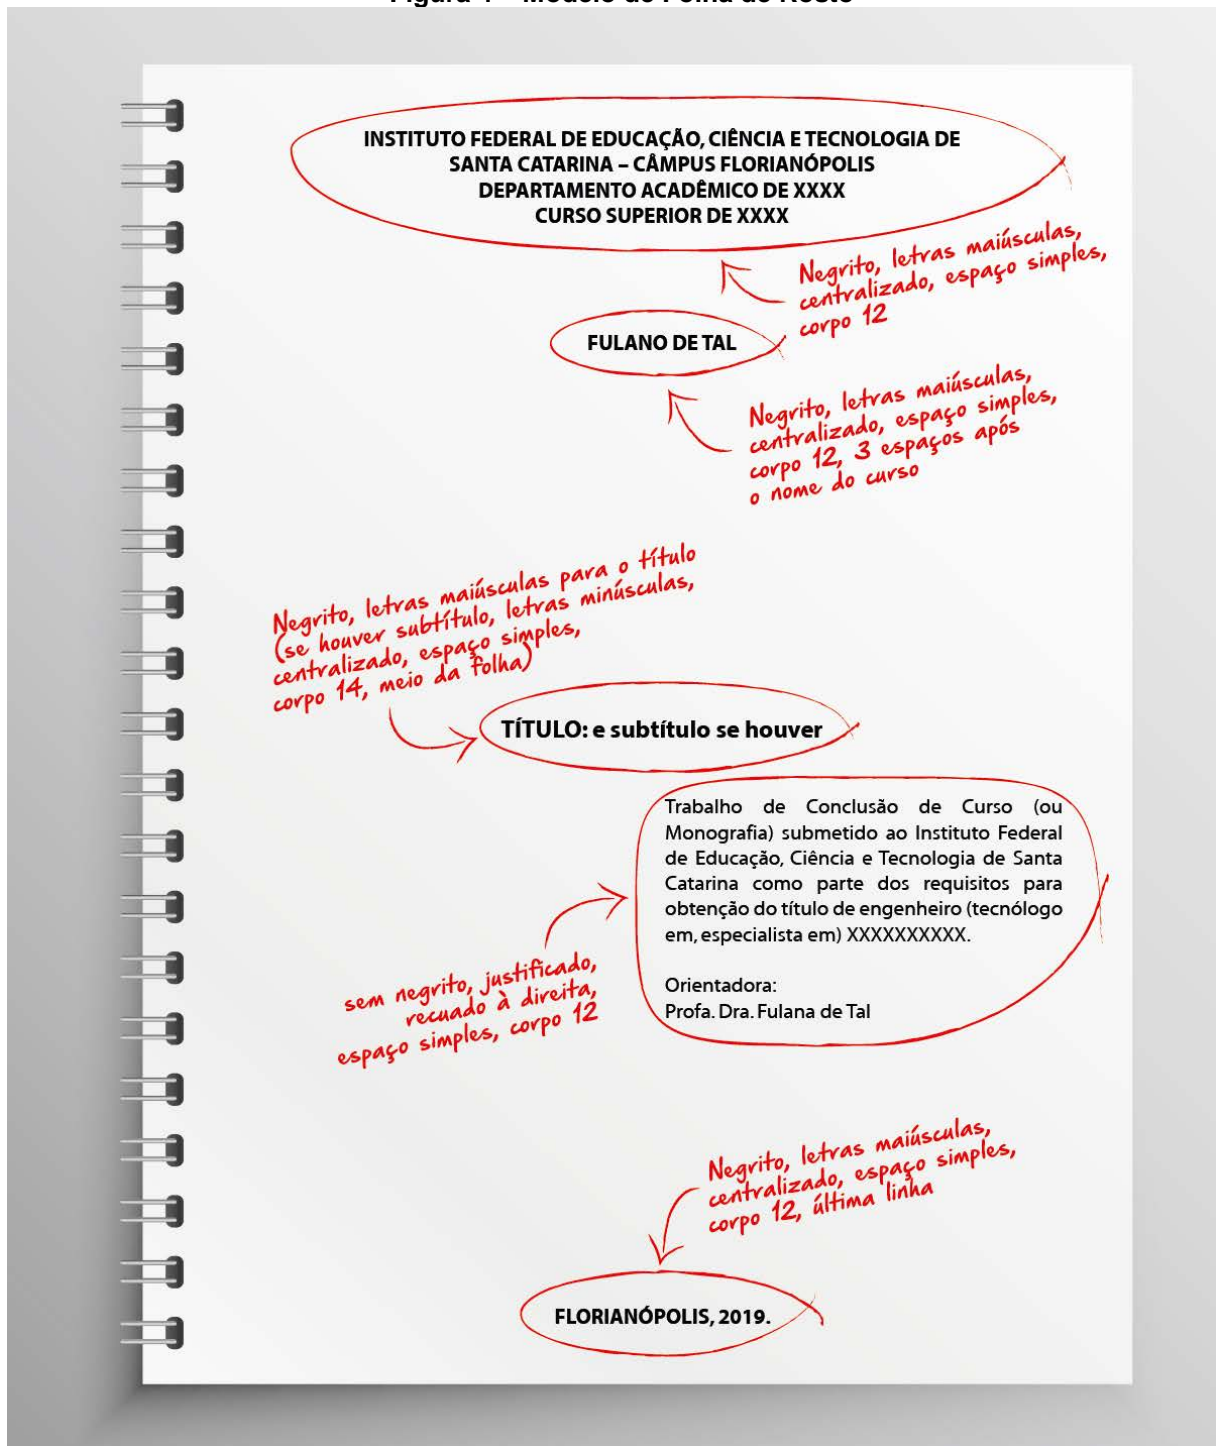 Figura 4 – Modelo de Folha de Rosto
INSTITUTO FEDERAL DE EDUCAÇÃO, CIÊNCIA E TECNOLOGIA DE
SANTA CATARINA – CÂMPUS FLORIANÓPOLIS
DEPARTAMENTO ACADÊMICO DE XXXX
CURSO SUPERIOR DE XXXX
Negrito, letras maiúsculas,
centralizado, espaço simples,
corpo 12
FULANO DE TAL
Negrito, letras maiúsculas,
centralizado, espaço simples,
corpo 12, 3 espaços após
o nome do curso
Negrito, letras maiúsculas para o título
(se houver subtítulo, letras minúsculas,
centralizado, espaço simples,
corpo 14, meio da folha)
TÍTULO: e subtítulo se houver
Trabalho de Conclusão de Curso (ou
Monografia) submetido ao Instituto Federal
de Educação, Ciência e Tecnologia de Santa
Catarina como parte dos requisitos para
obtenção do título de engenheiro (tecnólogo
em, especialista em) XXXXXXXXXX.
Orientadora:
Profa. Dra. Fulana de Tal
sem negrito, justificado,
recuado à direita,
espaço simples, corpo 12
Negrito, letras maiúsculas,
centralizado, espaço simples,
corpo 12, última linha
FLORIANÓPOLIS, 2019.